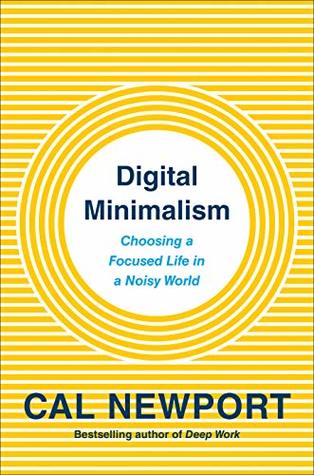 Digital
Minimalism
Choosing a
Focused Life in
a Noisy World
CAL NEWPORT
Bestselling author of Deep Work